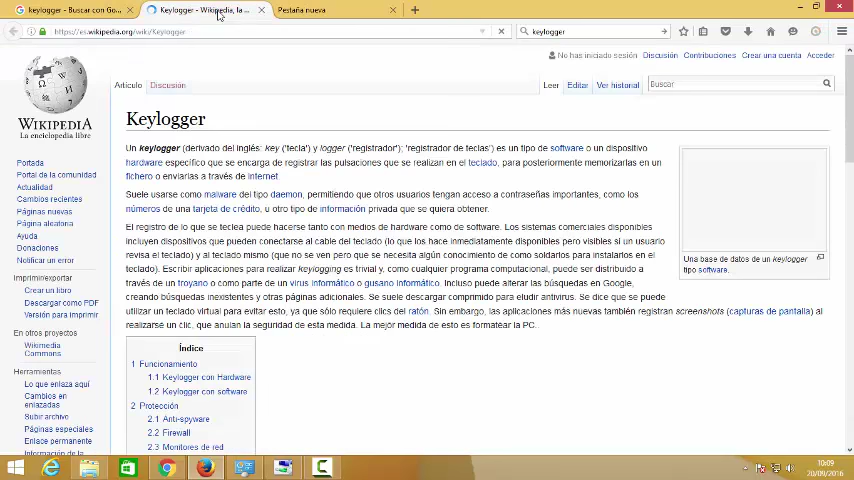 keylogger - Buscar con Go...
Keylogger - Wikipedia, la ...
Pestaña nueva
https://es.wikipedia.org/wiki/Keylogger
keylogger
No has iniciado sesión Discusión Contribuciones Crear una cuenta Acceder
Artículo Discusión
Leer Editar Ver historial
Buscar
WIKIPEDIA
La enciclopedia libre
Portada
Portal de la comunidad
Actualidad
Cambios recientes
Páginas nuevas
Página aleatoria
Ayuda
Donaciones
Notificar un error
Imprimir/exportar
Crear un libro
Descargar como PDF
Versión para imprimir
En otros proyectos
Wikimedia
Commons
Herramientas
Lo que enlaza aquí
Cambios en
enlazadas
Subir archivo
Páginas especiales
Enlace permanente
Información de la
Keylogger
Un keylogger (derivado del inglés: key ('tecla') y logger ('registrador'); 'registrador de teclas') es un tipo de software o un dispositivo
hardware específico que se encarga de registrar las pulsaciones que se realizan en el teclado, para posteriormente memorizarlas en un
fichero o enviarlas a través de internet
Suele usarse como malware del tipo daemon, permitiendo que otros usuarios tengan acceso a contraseñas importantes, como los
números de una tarjeta de crédito, u otro tipo de información privada que se quiera obtener.
El registro de lo que se teclea puede hacerse tanto con medios de hardware como de software. Los sistemas comerciales disponibles
incluyen dispositivos que pueden conectarse al cable del teclado (lo que los hace inmediatamente disponibles pero visibles si un usuario
revisa el teclado) y al teclado mismo (que no se ven pero que se necesita algún conocimiento de como soldarlos para instalarlos en el
teclado). Escribir aplicaciones para realizar keylogging es trivial y, como cualquier programa computacional, puede ser distribuido a
través de un troyano o como parte de un virus informático o gusano informático. Incluso puede alterar las búsquedas en Google,
creando búsquedas inexistentes y otras páginas adicionales. Se suele descargar comprimido para eludir antivirus. Se dice que se puede
utilizar un teclado virtual para evitar esto, ya que sólo requiere clics del ratón. Sin embargo, las aplicaciones más nuevas también registran screenshots (capturas de pantalla) al
realizarse un clic, que anulan la seguridad de esta medida. La mejor medida de esto es formatear la PC.
Una base de datos de un keylogger
tipo software.
Índice
1 Funcionamiento
1.1 Keylogger con Hardware
1.2 Keylogger con software
2 Protección
2.1 Anti-spyware
2.2 Firewall
2.3 Monitores de red
10:09
20/09/2016